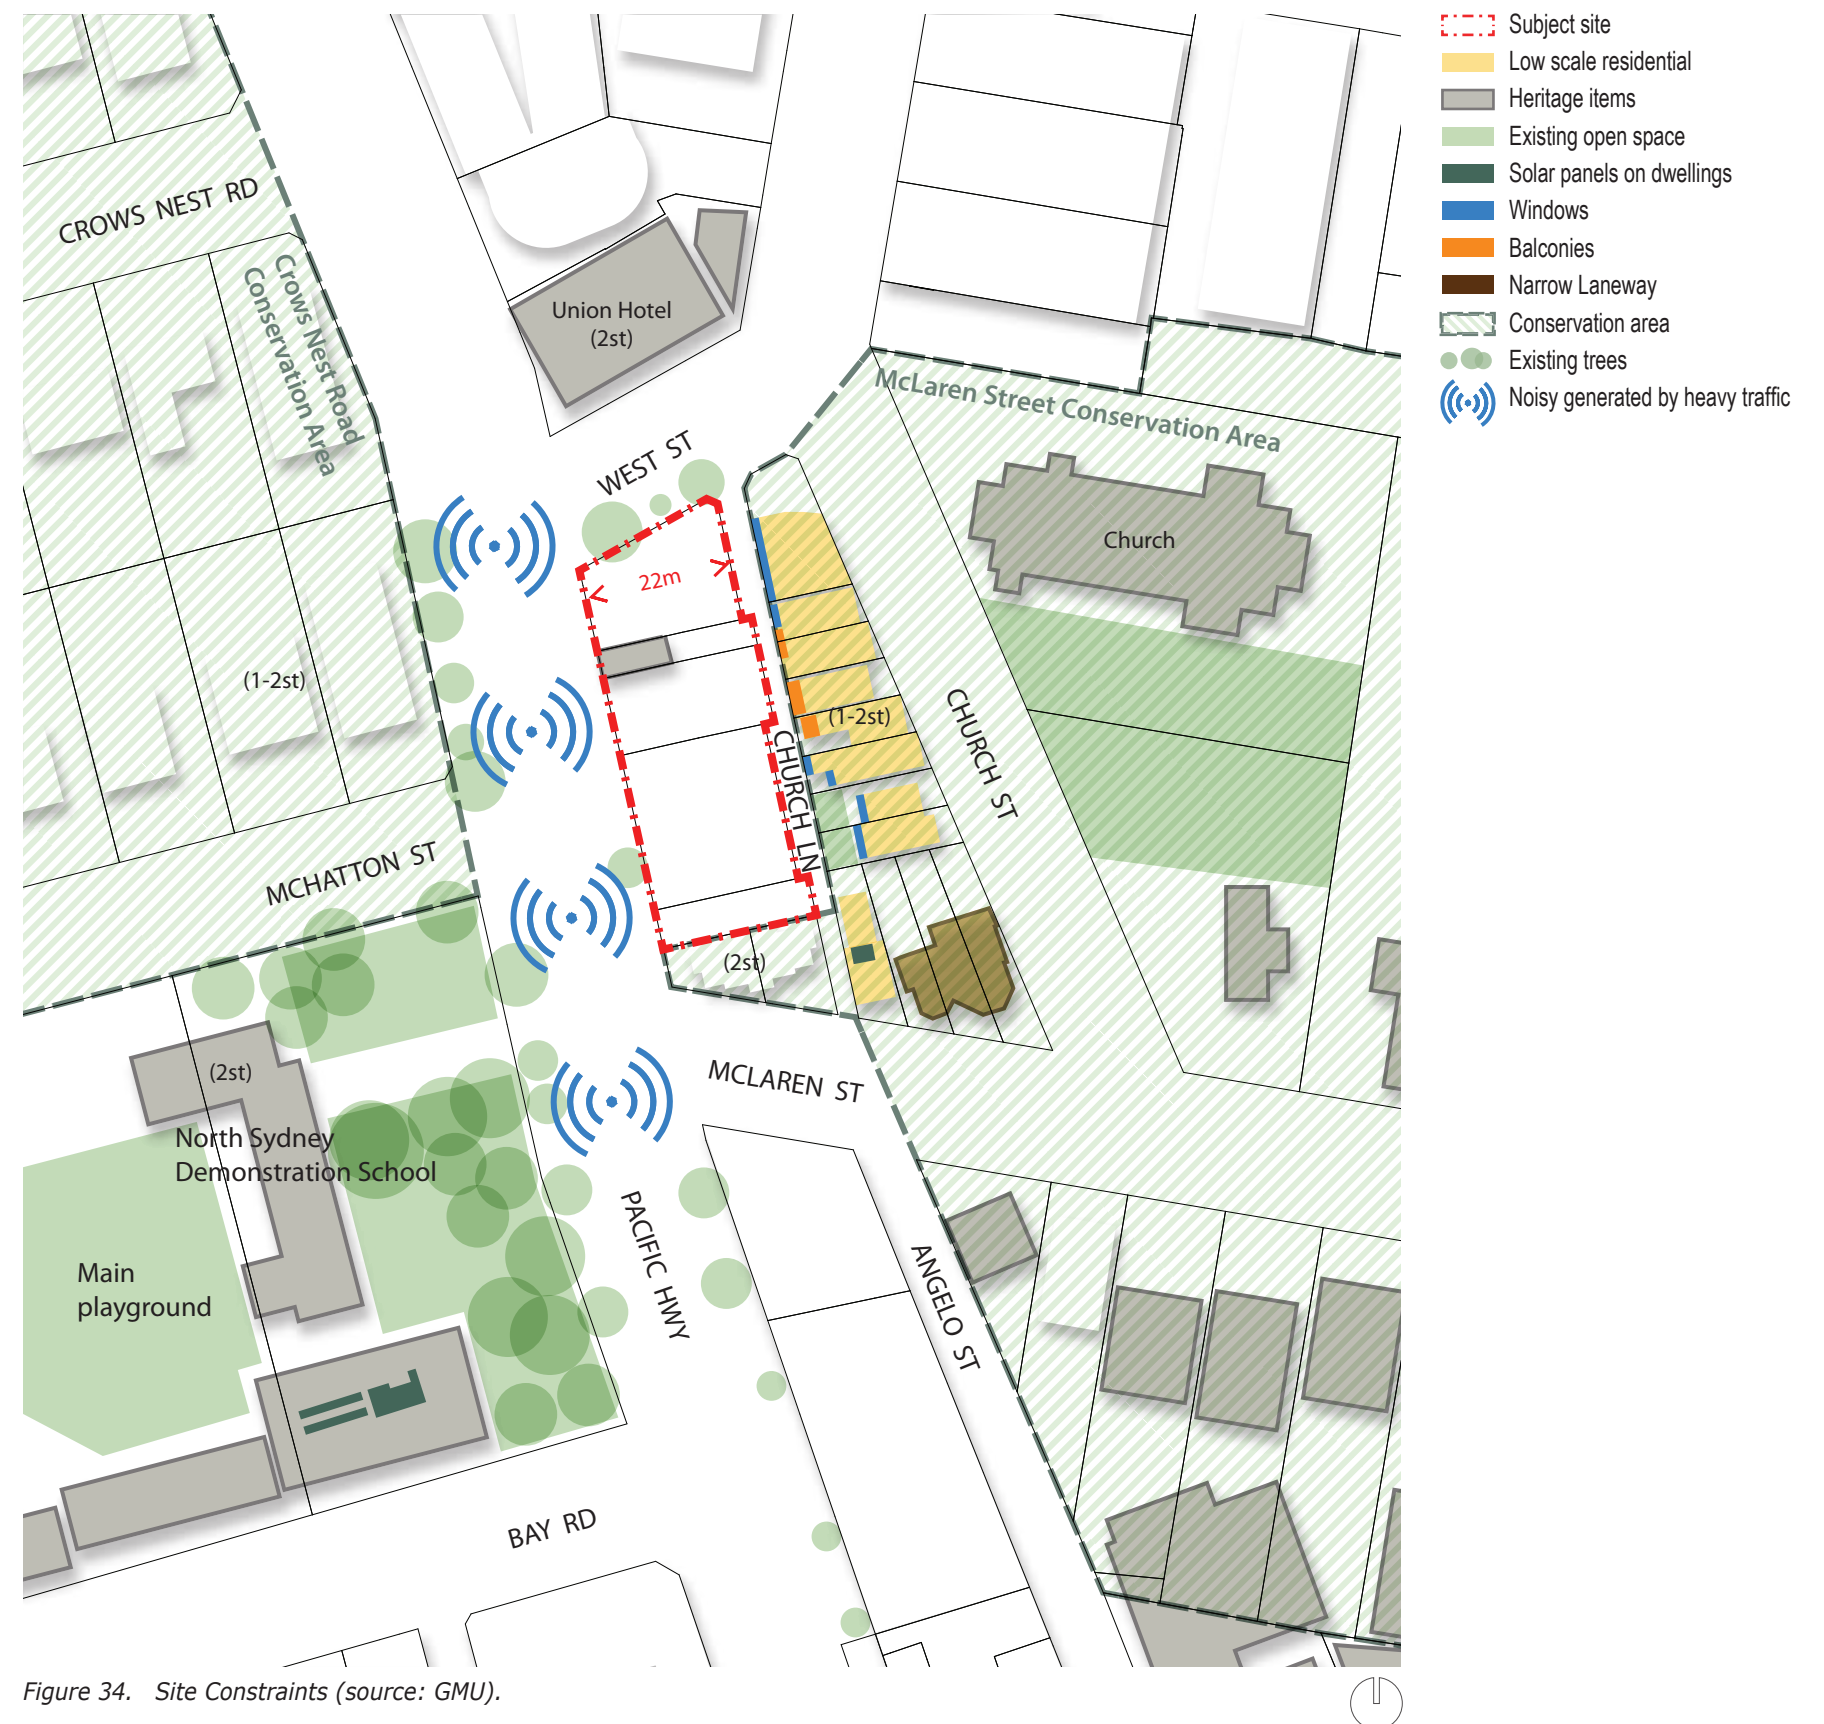 Subject site
Low scale residential
Heritage items
Existing open space
Solar panels on dwellings
Windows
Balconies
Narrow Laneway
Conservation area
Existing trees
Noisy generated by heavy traffic
CROWS NEST RD
Crows Nest Road
Conservation Area
Union Hotel
(2st)
McLaren Street Conservation Area
WEST ST
Church
22m
(1-2st)
(1-2st)
CHURCH ST
CHURCH LN
MCHATTON ST
(2st)
(2st)
MCLAREN ST
North Sydney
Demonstration School
Main
playground
PACIFIC HWY
ANGELO ST
BAY RD
Figure 34. Site Constraints (source: GMU).